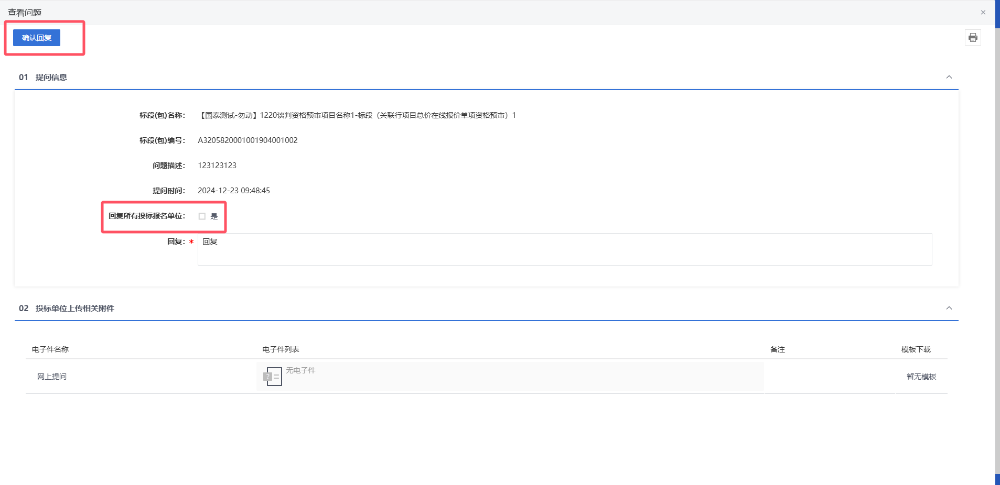 查看问题
确认回复
01 提问信息
标段(包)名称： 【国泰测试-勿动】1220谈判资格预审项目名称1-标段（关联行项目总价在线报价单项资格预审）1
标段(包)编号： A3205820001001904001002
问题描述： 123123123
提问时间： 2024-12-23 09:48:45
回复所有投标报名单位： 是
回复：* 回复
02 投标单位上传相关附件
电子件名称 电子件列表 备注 模板下载
网上提问 无电子件 暂无模板